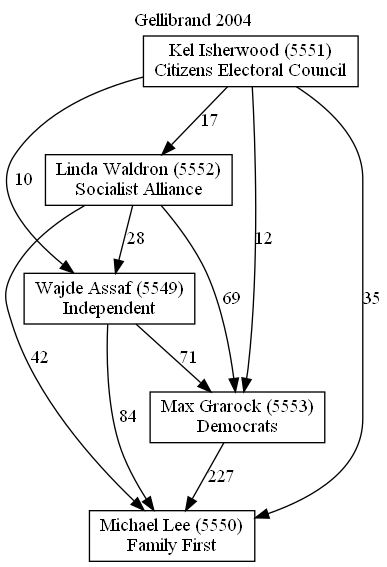 Gellibrand 2004
Kel Isherwood (5551)
Citizens Electoral Council
17
Linda Waldron (5552)
Socialist Alliance
10
28
12
Wajde Assaf (5549)
Independent
69
35
42
71
84
Max Grarock (5553)
Democrats
227
Michael Lee (5550)
Family First